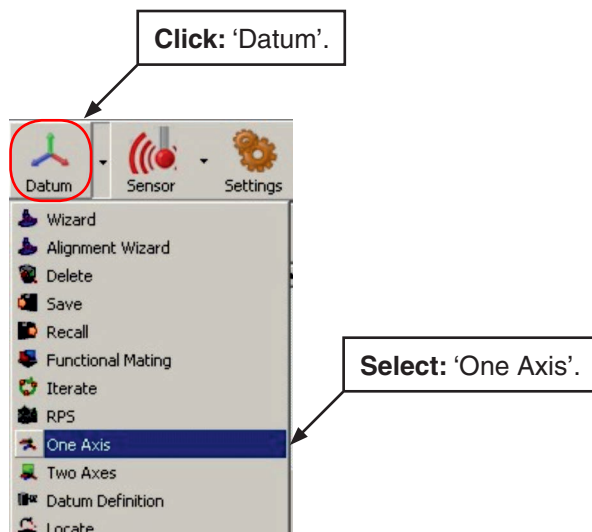 Click: ‘Datum’.
Datum
Sensor
Settings
Wizard
Alignment Wizard
Delete
Save
Recall
Functional Mating
Iterate
RPS
Select: ‘One Axis’.
One Axis
Two Axes
Datum Definition
Locate